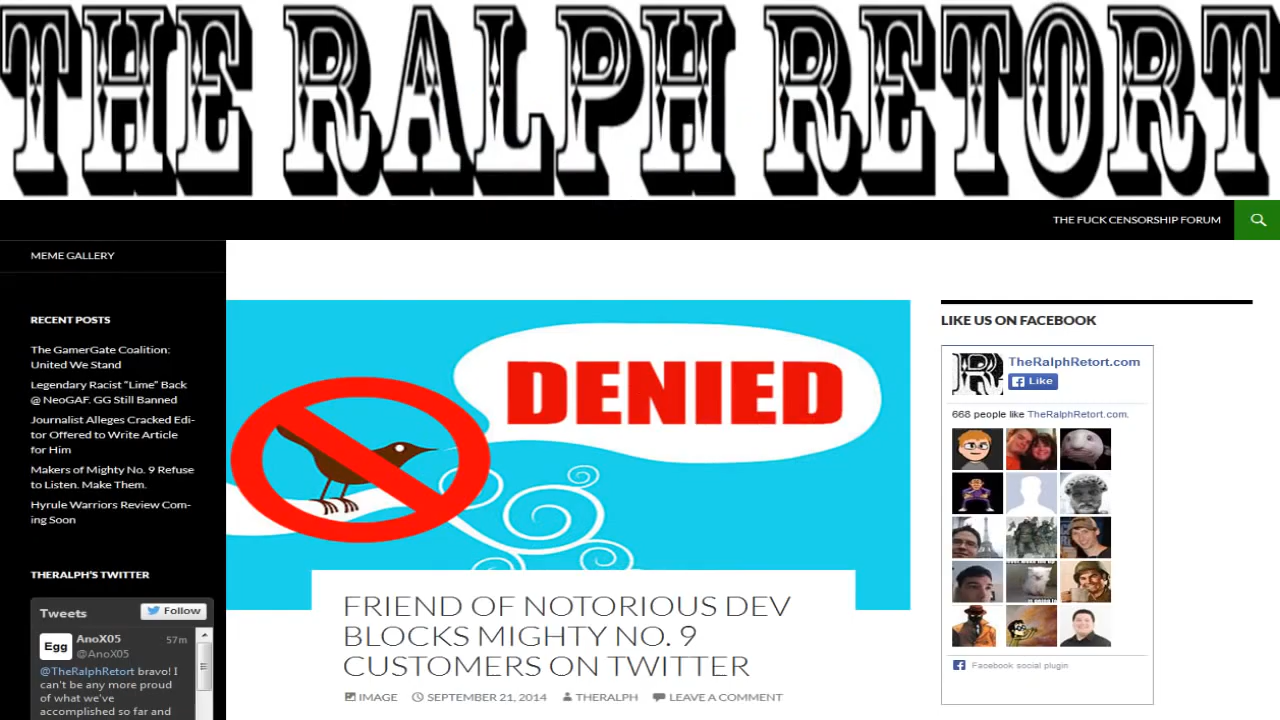 THE RALPH RETORT
THE FUCK CENSORSHIP FORUM
MEME GALLERY
RECENT POSTS
The GamerGate Coalition:
United We Stand
Legendary Racist "Lime" Back
@ NeoGAF. GG Still Banned
Journalist Alleges Cracked Edi-
tor Offered to Write Article
for Him
Makers of Mighty No. 9 Refuse
to Listen. Make Them.
Hyrule Warriors Review Com-
ing Soon
THERALPH'S TWITTER
Tweets
Follow
Egg
AnoX05
57m
@AnoX05
@TheRalphRetort bravo! I
can't be any more proud
of what we've
accomplished so far and
DENIED
FRIEND OF NOTORIOUS DEV
BLOCKS MIGHTY NO. 9
CUSTOMERS ON TWITTER
IMAGE SEPTEMBER 21, 2014 THERALPH LEAVE A COMMENT
LIKE US ON FACEBOOK
TheRalphRetort.com
Like
668 people like TheRalphRetort.com.
Facebook social plugin